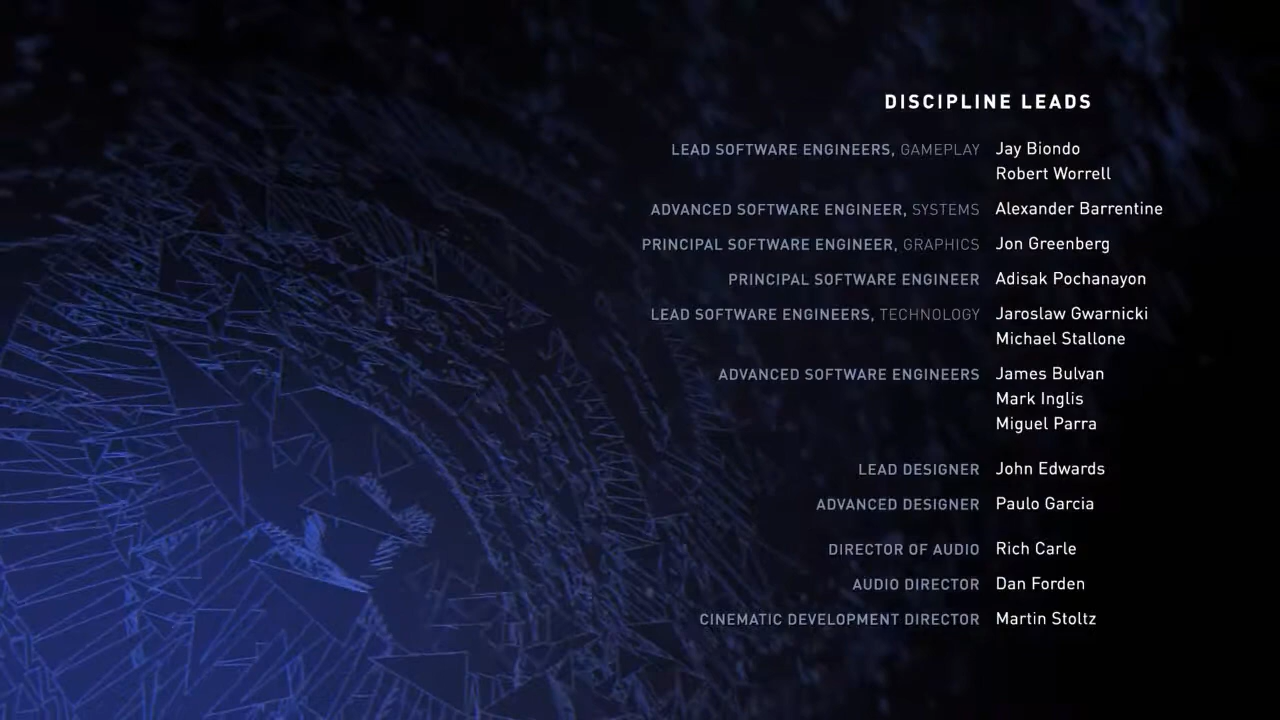 DISCIPLINE LEADS
LEAD SOFTWARE ENGINEERS, GAMEPLAY Jay Biondo
Robert Worrell
ADVANCED SOFTWARE ENGINEER, SYSTEMS Alexander Barrentine
PRINCIPAL SOFTWARE ENGINEER, GRAPHICS Jon Greenberg
PRINCIPAL SOFTWARE ENGINEER Adisak Pochanayon
LEAD SOFTWARE ENGINEERS, TECHNOLOGY Jaroslaw Gwarnicki
Michael Stallone
ADVANCED SOFTWARE ENGINEERS James Bulvan
Mark Inglis
Miguel Parra
LEAD DESIGNER John Edwards
ADVANCED DESIGNER Paulo Garcia
DIRECTOR OF AUDIO Rich Carle
AUDIO DIRECTOR Dan Forden
CINEMATIC DEVELOPMENT DIRECTOR Martin Stoltz